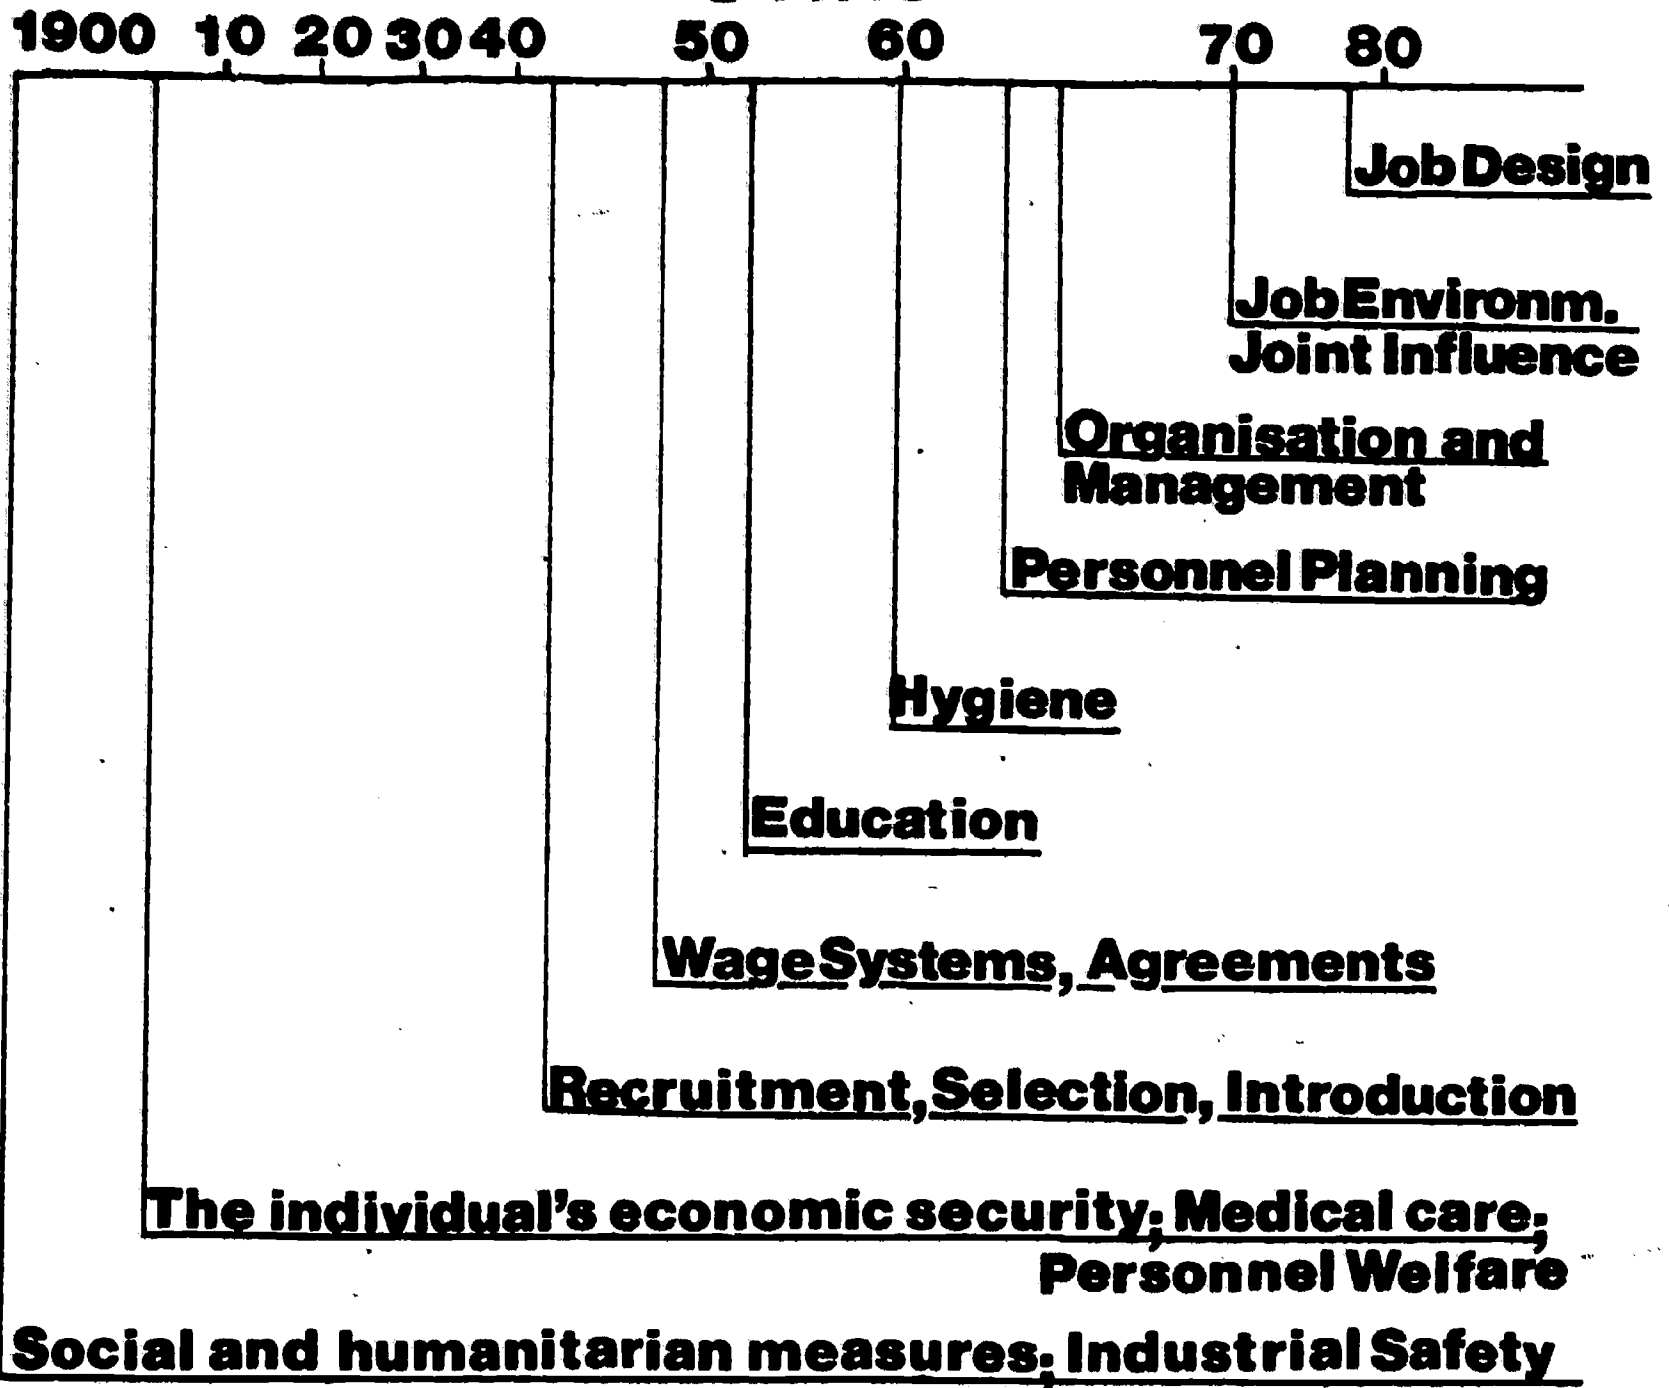 1900 10 20 30 40 50 60 70 80
Job Design
Job Environm.
Joint Influence
Organisation and
Management
Personnel Planning
Hygiene
Education
Wage Systems, Agreements
Recruitment, Selection, Introduction
The individual's economic security; Medical care;
Personnel Welfare
Social and humanitarian measures; Industrial Safety